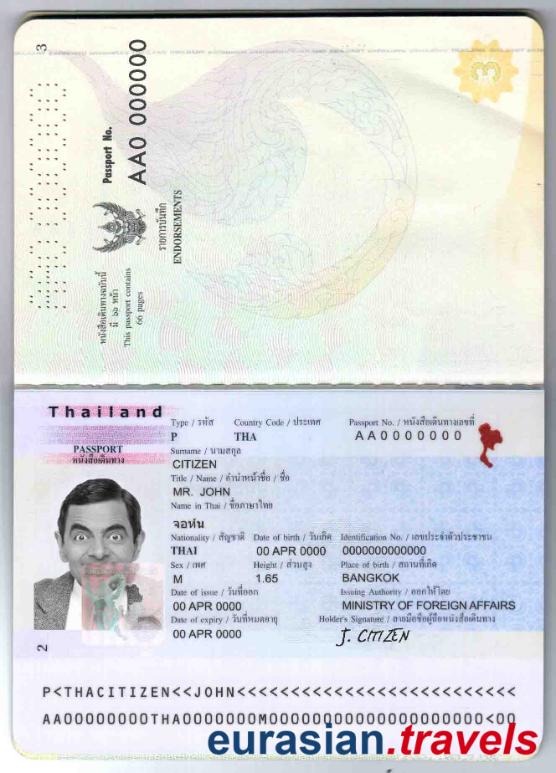 3
3
Passport No.
AA0 000000
รายการบันทึก
ENDORSEMENTS
หนังสือเดินทางฉบับนี้
มี ๖๖ หน้า
This passport contains
66 pages
Thailand
PASSPORT
หนังสือเดินทาง
Type / รหัส Country Code / ประเทศ Passport No. / หนังสือเดินทางเลขที่
P THA AA0000000
Surname / นามสกุล
CITIZEN
Title / Name / คำนำหน้าชื่อ / ชื่อ
MR. JOHN
Name in Thai / ชื่อภาษาไทย
จอห์น
Nationality / สัญชาติ Date of birth / วันเกิด Identification No. / เลขประจำตัวประชาชน
THAI 00 APR 0000 0000000000000
Sex / เพศ Height / ส่วนสูง Place of birth / สถานที่เกิด
M 1.65 BANGKOK
Date of issue / วันที่ออก Issuing Authority / ออกให้โดย
00 APR 0000 MINISTRY OF FOREIGN AFFAIRS
Date of expiry / วันที่หมดอายุ Holder's Signature / ลายมือชื่อผู้ถือหนังสือเดินทาง
00 APR 0000 J. CITIZEN
2
P<THACITIZEN<<JOHN<<<<<<<<<<<<<<<<<<<<<<<<<<
AA00000000THA0000000M00000000000000000000<00
eurasian.travels